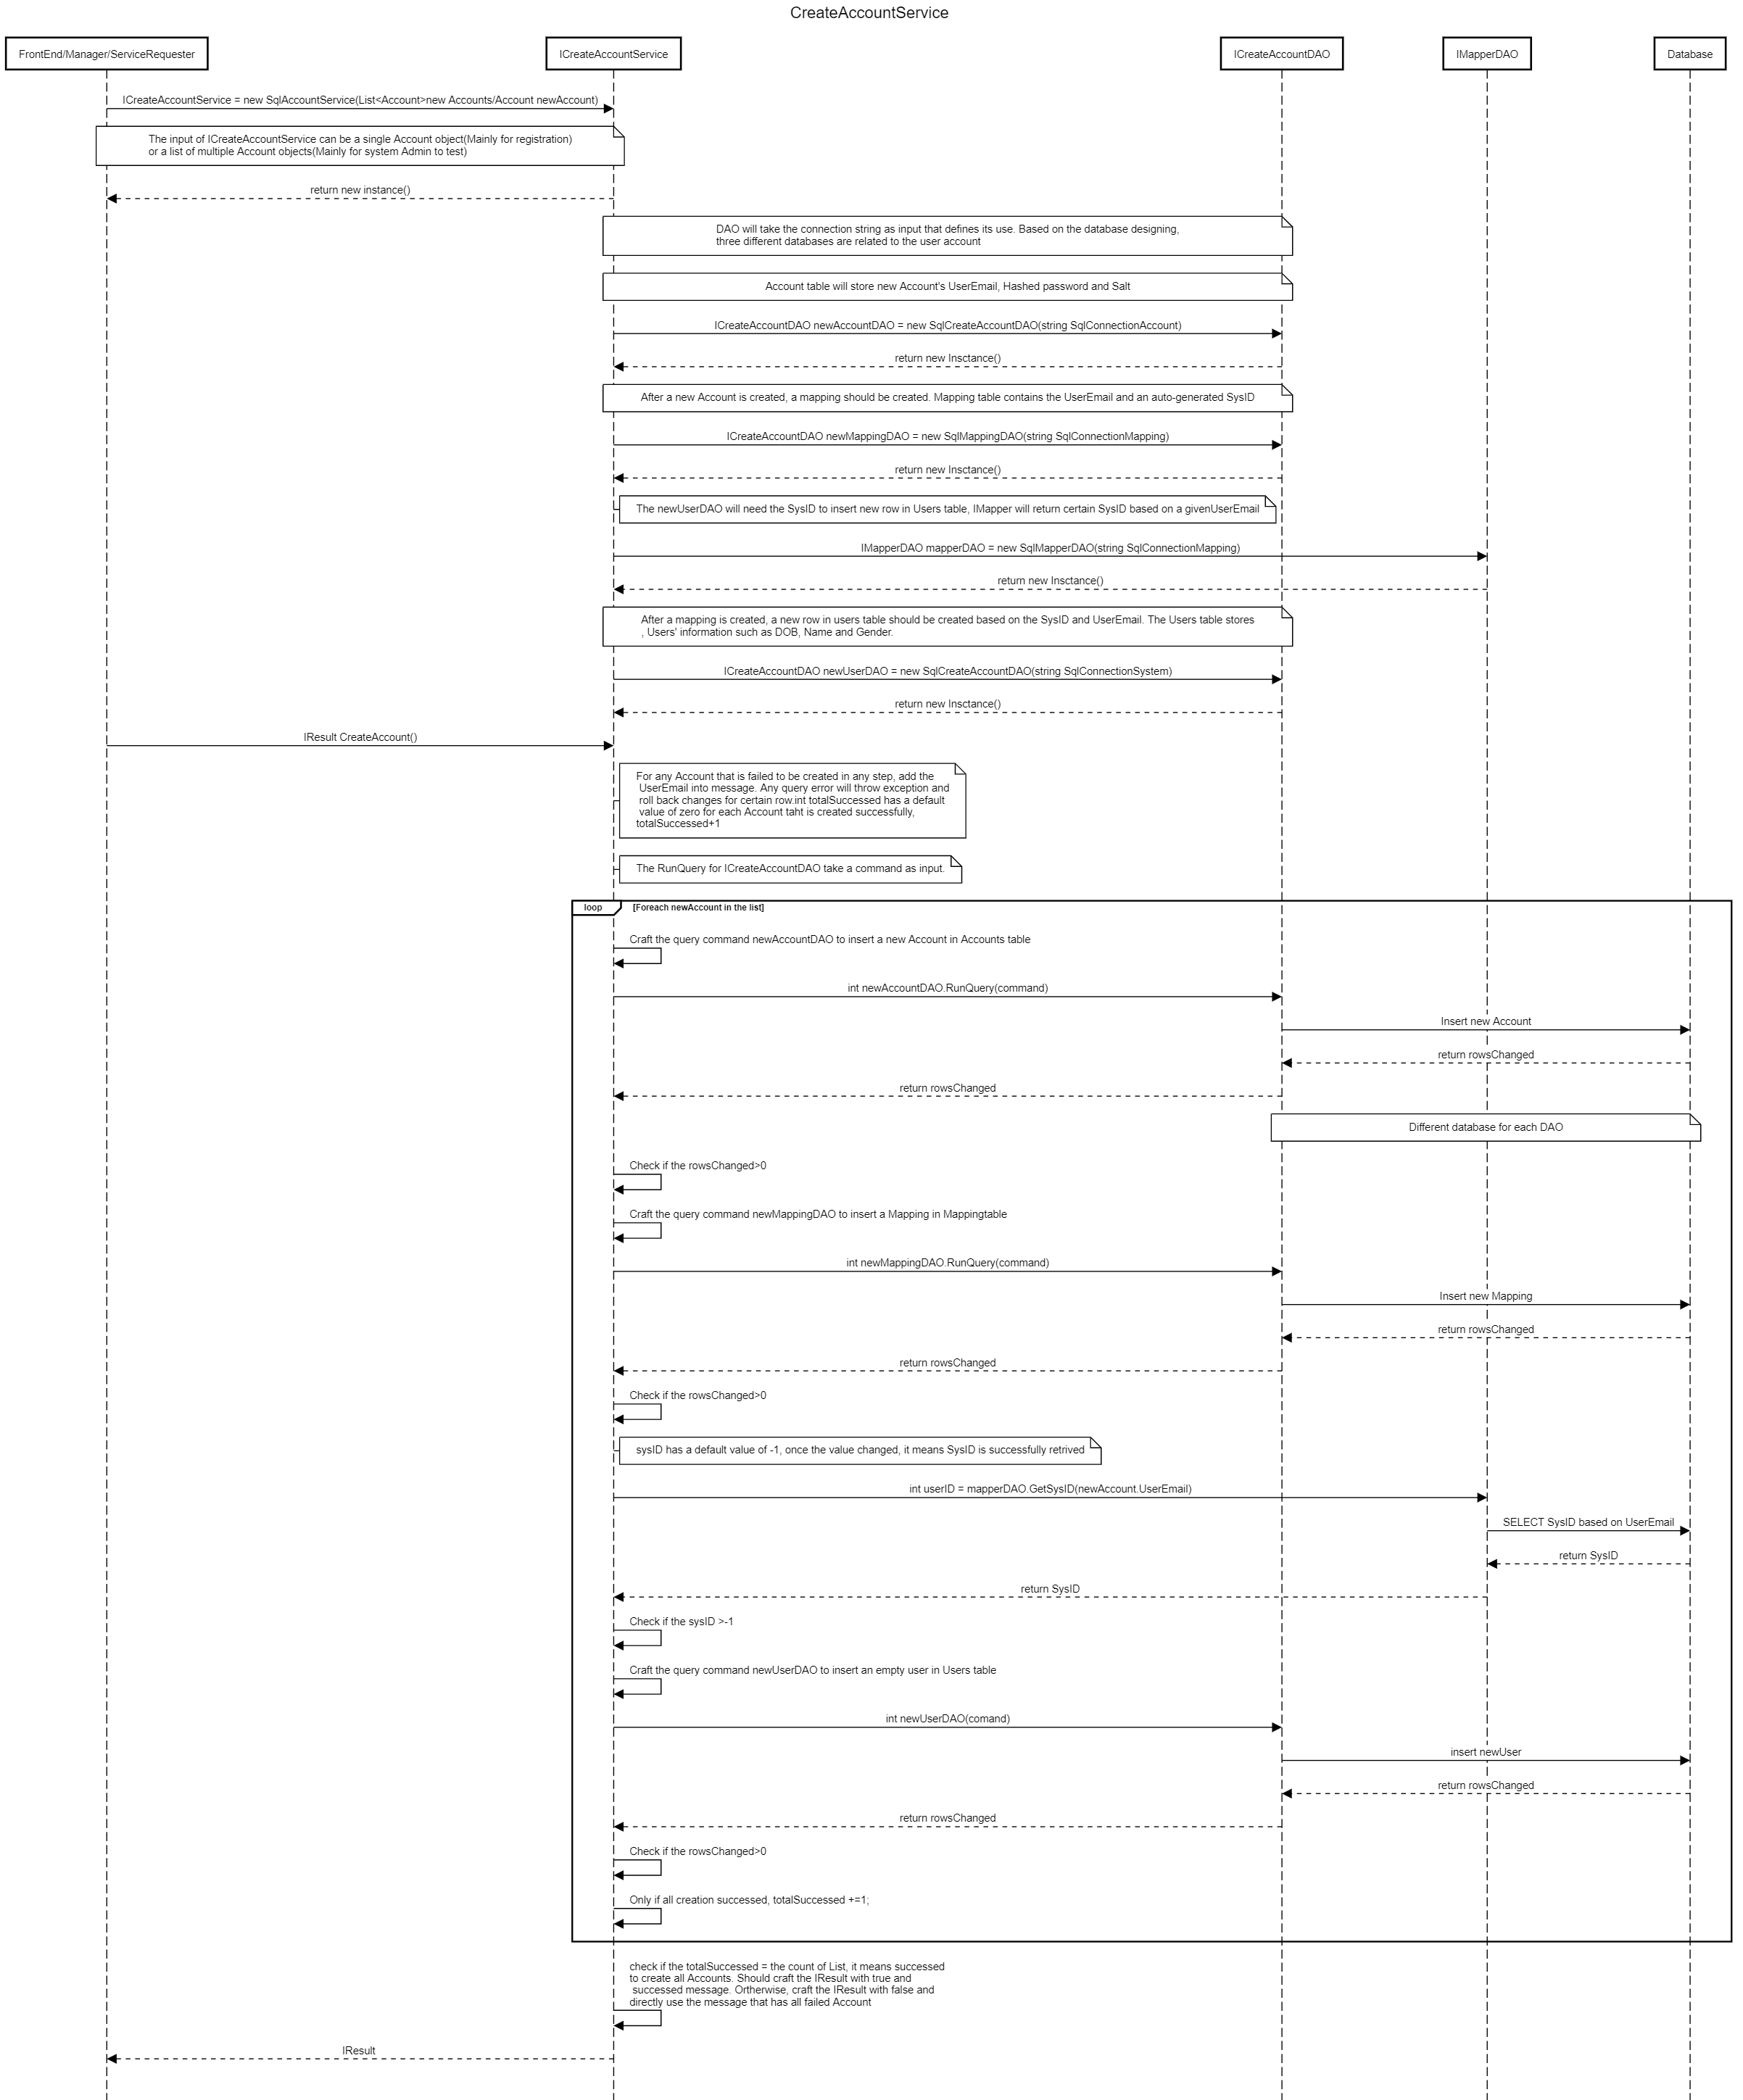 CreateAccountService
FrontEnd/Manager/ServiceRequester
ICreateAccountService
ICreateAccountDAO
IMapperDAO
Database
ICreateAccountService = new SqlAccountService(List<Account>new Accounts/Account newAccount)
The input of ICreateAccountService can be a single Account object(Mainly for registration)
or a list of multiple Account objects(Mainly for system Admin to test)
return new instance()
DAO will take the connection string as input that defines its use. Based on the database designing,
three different databases are related to the user account
Account table will store new Account's UserEmail, Hashed password and Salt
ICreateAccountDAO newAccountDAO = new SqlCreateAccountDAO(string SqlConnectionAccount)
return new Insctance()
After a new Account is created, a mapping should be created. Mapping table contains the UserEmail and an auto-generated SysID
ICreateAccountDAO newMappingDAO = new SqlMappingDAO(string SqlConnectionMapping)
return new Insctance()
The newUserDAO will need the SysID to insert new row in Users table, IMapper will return certain SysID based on a givenUserEmail
IMapperDAO mapperDAO = new SqlMapperDAO(string SqlConnectionMapping)
return new Insctance()
After a mapping is created, a new row in users table should be created based on the SysID and UserEmail. The Users table stores
, Users' information such as DOB, Name and Gender.
ICreateAccountDAO newUserDAO = new SqlCreateAccountDAO(string SqlConnectionSystem)
return new Insctance()
IResult CreateAccount()
For any Account that is failed to be created in any step, add the
UserEmail into message. Any query error will throw exception and
roll back changes for certain row.int totalSuccessed has a default
value of zero for each Account taht is created successfully,
totalSuccessed+1
The RunQuery for ICreateAccountDAO take a command as input.
loop
[Foreach newAccount in the list]
Craft the query command newAccountDAO to insert a new Account in Accounts table
int newAccountDAO.RunQuery(command)
Insert new Account
return rowsChanged
return rowsChanged
Different database for each DAO
Check if the rowsChanged>0
Craft the query command newMappingDAO to insert a Mapping in Mappingtable
int newMappingDAO.RunQuery(command)
Insert new Mapping
return rowsChanged
return rowsChanged
Check if the rowsChanged>0
sysID has a default value of -1, once the value changed, it means SysID is successfully retrived
int userID = mapperDAO.GetSysID(newAccount.UserEmail)
SELECT SysID based on UserEmail
return SysID
return SysID
Check if the sysID >-1
Craft the query command newUserDAO to insert an empty user in Users table
int newUserDAO(comand)
insert newUser
return rowsChanged
return rowsChanged
Check if the rowsChanged>0
Only if all creation successed, totalSuccessed +=1;
check if the totalSuccessed = the count of List, it means successed
to create all Accounts. Should craft the IResult with true and
successed message. Ortherwise, craft the IResult with false and
directly use the message that has all failed Account
IResult